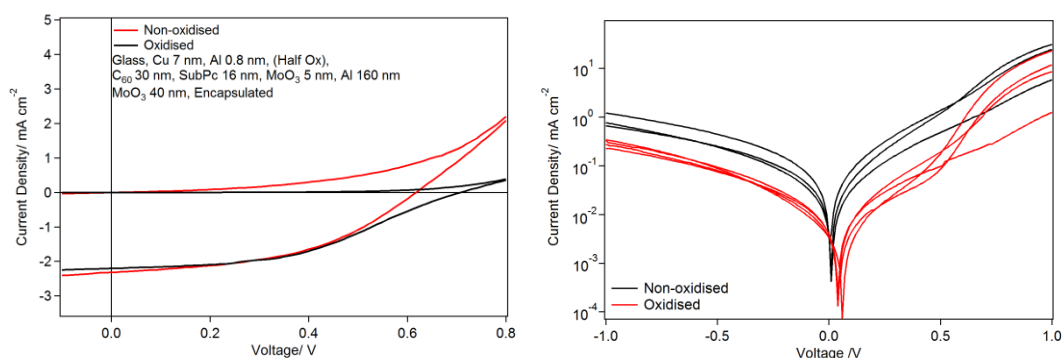 5
4
3
2
1
0
-1
-2
-3
Current Density/ mA cm⁻²
Non-oxidised
Oxidised
Glass, Cu 7 nm, Al 0.8 nm, (Half Ox),
C₆₀ 30 nm, SubPc 16 nm, MoO₃ 5 nm, Al 160 nm
MoO₃ 40 nm, Encapsulated
0.0 0.2 0.4 0.6 0.8
Voltage/ V
10¹
10⁰
10⁻¹
10⁻²
10⁻³
10⁻⁴
Current Density/ mA cm⁻²
Non-oxidised
Oxidised
-1.0 -0.5 0.0 0.5 1.0
Voltage /V